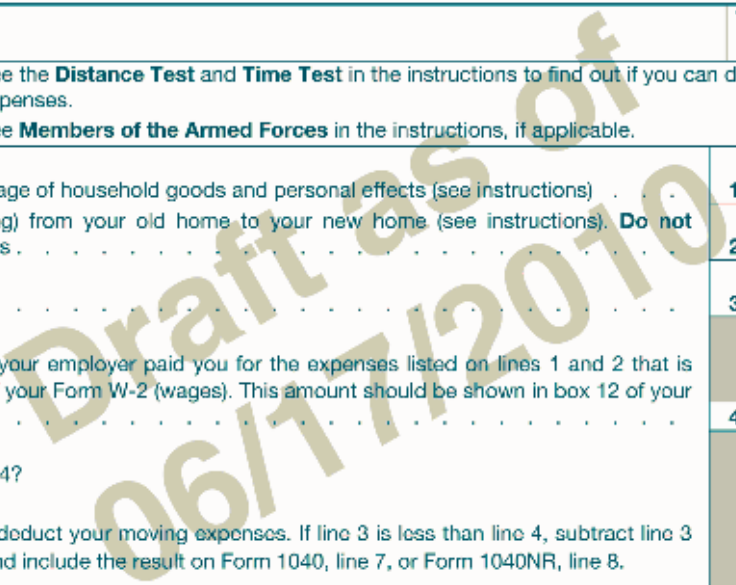 e the Distance Test and Time Test in the instructions to find out if you can d
penses.
e Members of the Armed Forces in the instructions, if applicable.
age of household goods and personal effects (see instructions) . . . 1
g) from your old home to your new home (see instructions). Do not
s . . . . . . . . . . . . . . . . . . . . . . . . 2
. . . . . . . . . . . . . . . . . . . . . . . . 3
your employer paid you for the expenses listed on lines 1 and 2 that is
your Form W-2 (wages). This amount should be shown in box 12 of your
. . . . . . . . . . . . . . . . . . . . . . . . 4
4?
deduct your moving expenses. If line 3 is less than line 4, subtract line 3
nd include the result on Form 1040, line 7, or Form 1040NR, line 8.
Draft as of
06/17/2010